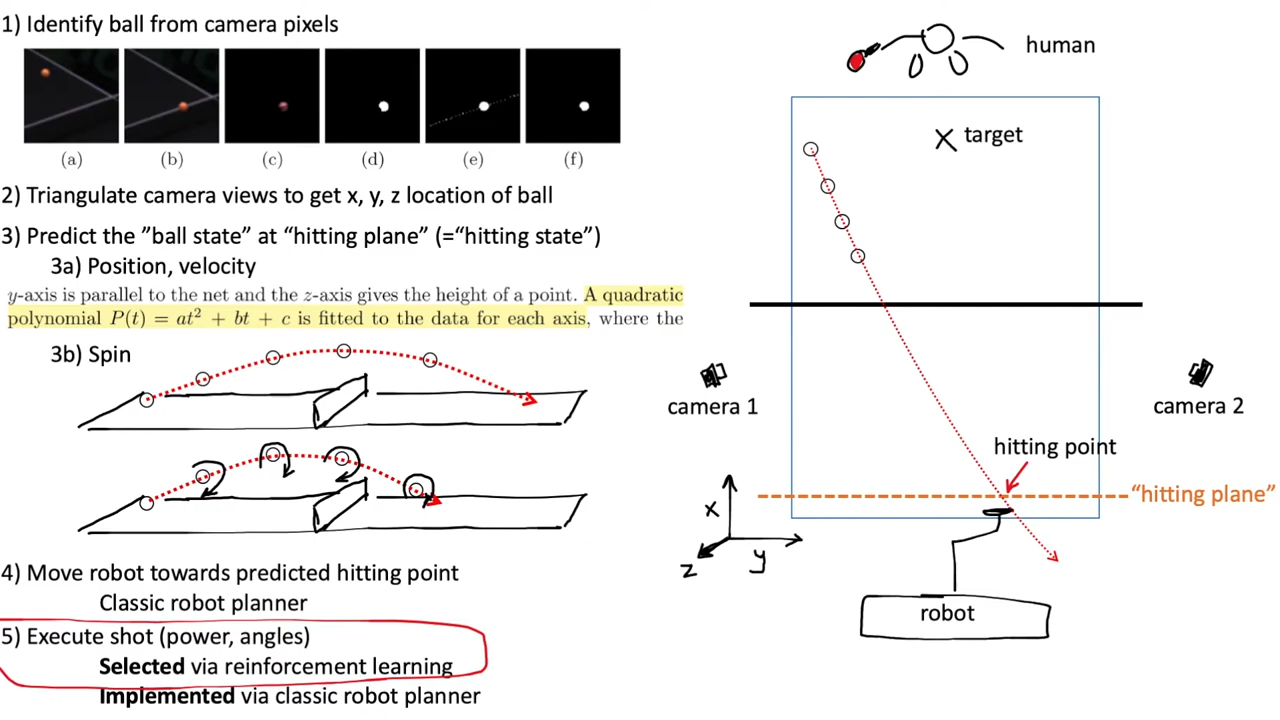 1) Identify ball from camera pixels
(a) (b) (c) (d) (e) (f)
2) Triangulate camera views to get x, y, z location of ball
3) Predict the ”ball state” at “hitting plane” (=“hitting state”)
3a) Position, velocity
y-axis is parallel to the net and the z-axis gives the height of a point. A quadratic
polynomial P(t) = at² + bt + c is fitted to the data for each axis, where the
3b) Spin
4) Move robot towards predicted hitting point
Classic robot planner
5) Execute shot (power, angles)
Selected via reinforcement learning
Implemented via classic robot planner
human
X target
camera 1
camera 2
hitting point
“hitting plane”
x
y
z
robot